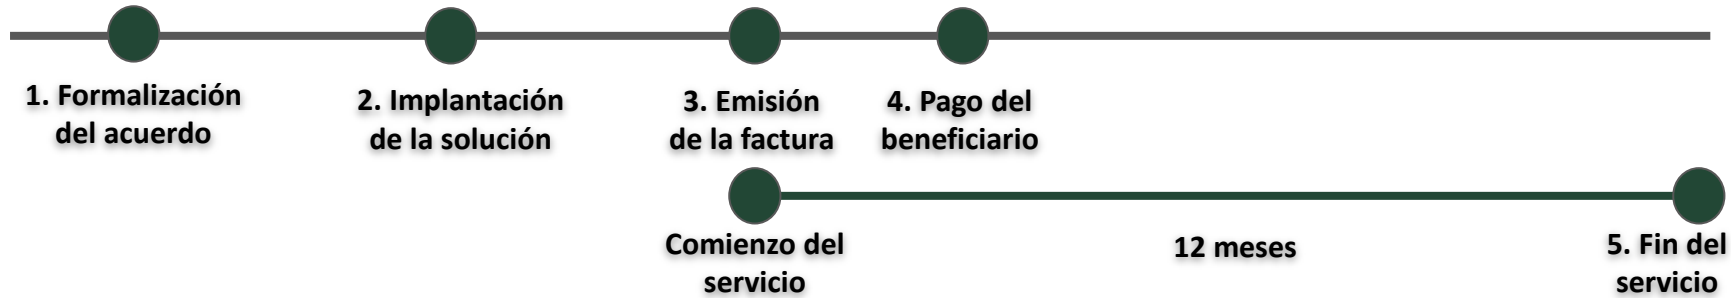 1. Formalización
del acuerdo
2. Implantación
de la solución
3. Emisión
de la factura
4. Pago del
beneficiario
Comienzo del
servicio
12 meses
5. Fin del
servicio